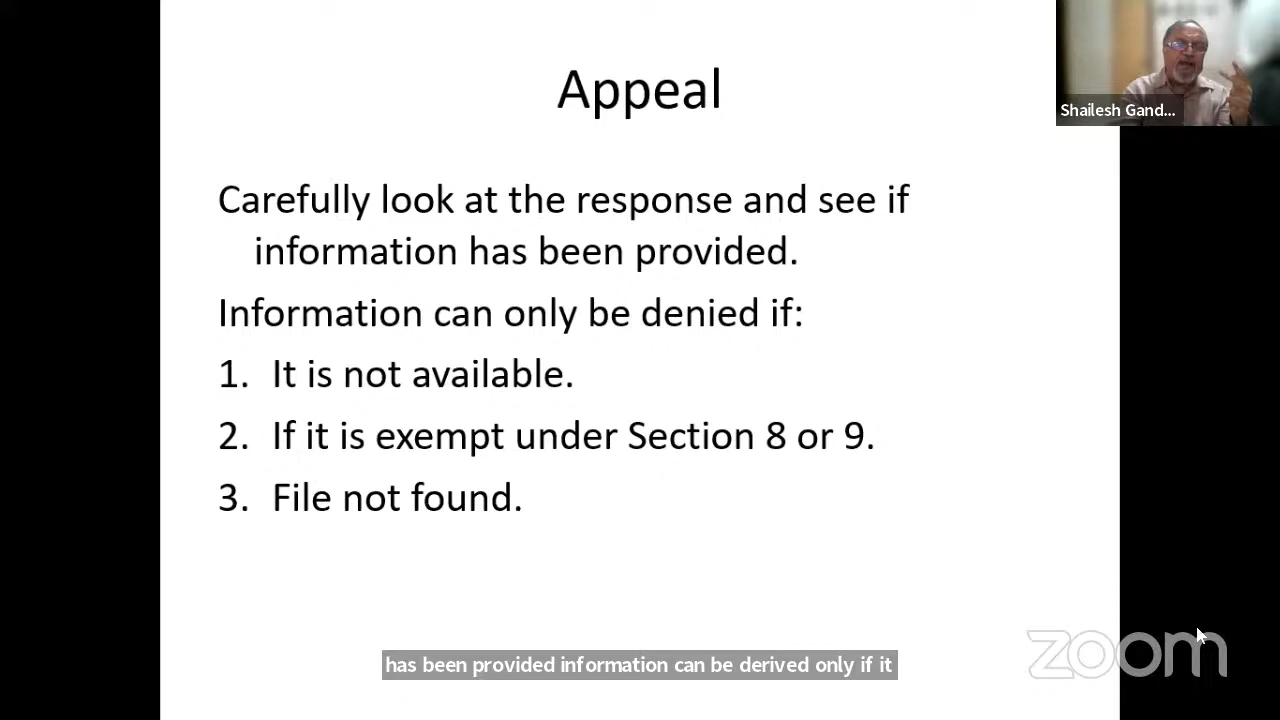 Appeal
Shailesh Gand...
Carefully look at the response and see if
information has been provided.
Information can only be denied if:
1. It is not available.
2. If it is exempt under Section 8 or 9.
3. File not found.
zoom
has been provided information can be derived only if it